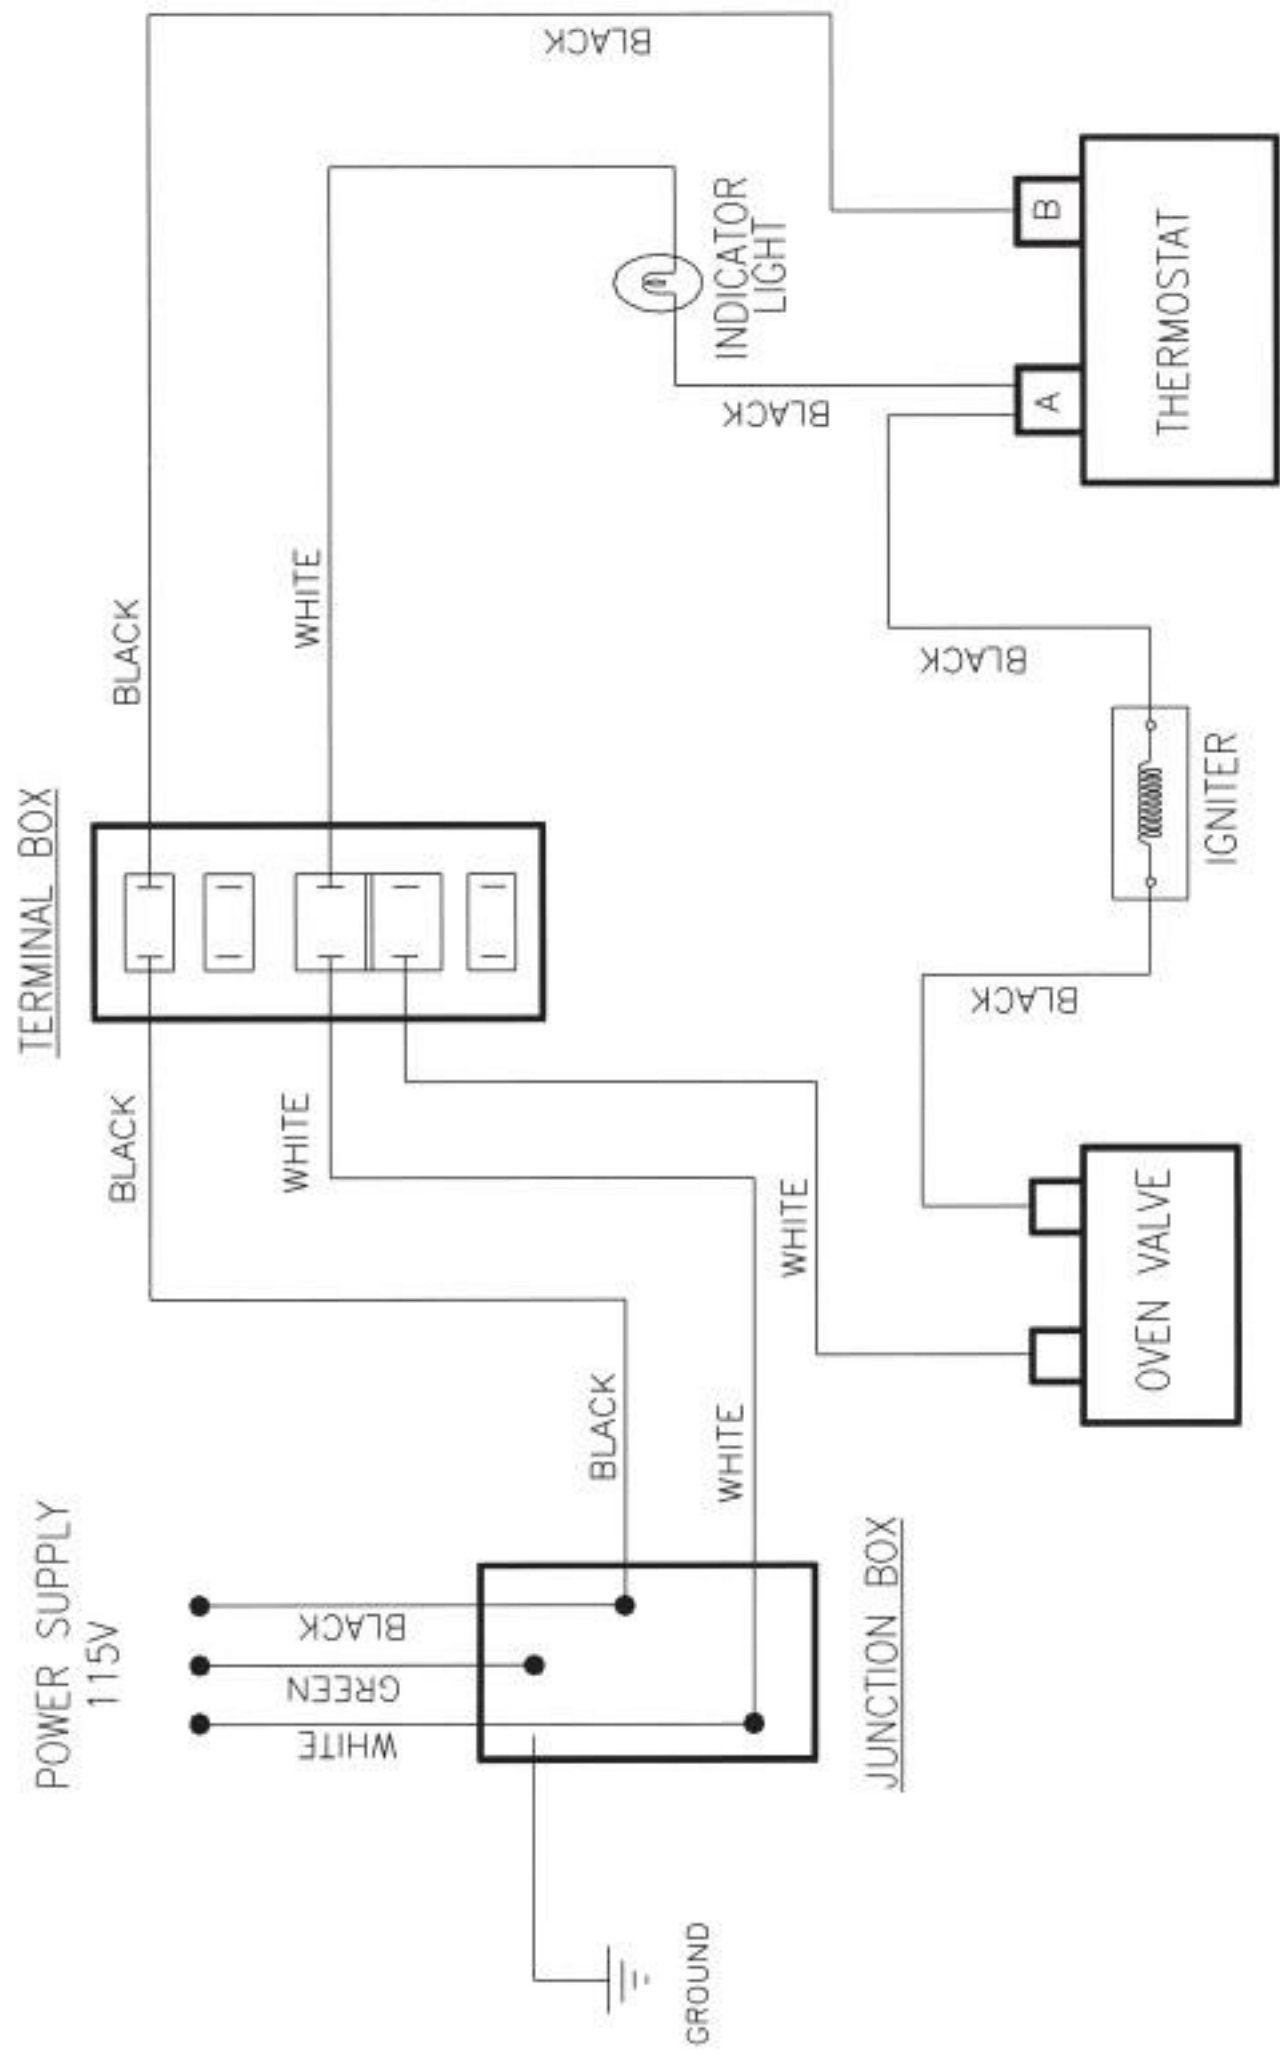 POWER SUPPLY
115V
WHITE
GREEN
BLACK
GROUND
JUNCTION BOX
BLACK
WHITE
BLACK
WHITE
WHITE
TERMINAL BOX
BLACK
WHITE
BLACK
INDICATOR
LIGHT
BLACK
BLACK
BLACK
OVEN VALVE
IGNITER
A
B
THERMOSTAT